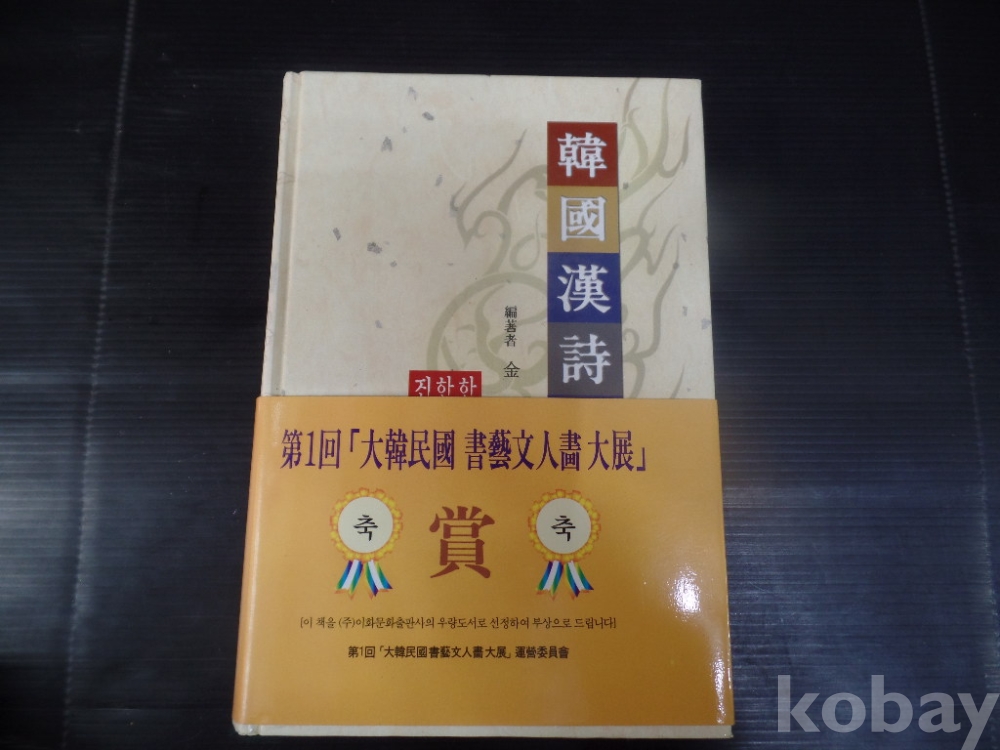 韓國漢詩
編著者 金
第1回「大韓民國 書藝文人畵 大展」
축
賞
축
[이 책을 (주)이화문화출판사의 우량도서로 선정하여 부상으로 드립니다]
第1回「大韓民國書藝文人畵大展」運營委員會
kobay